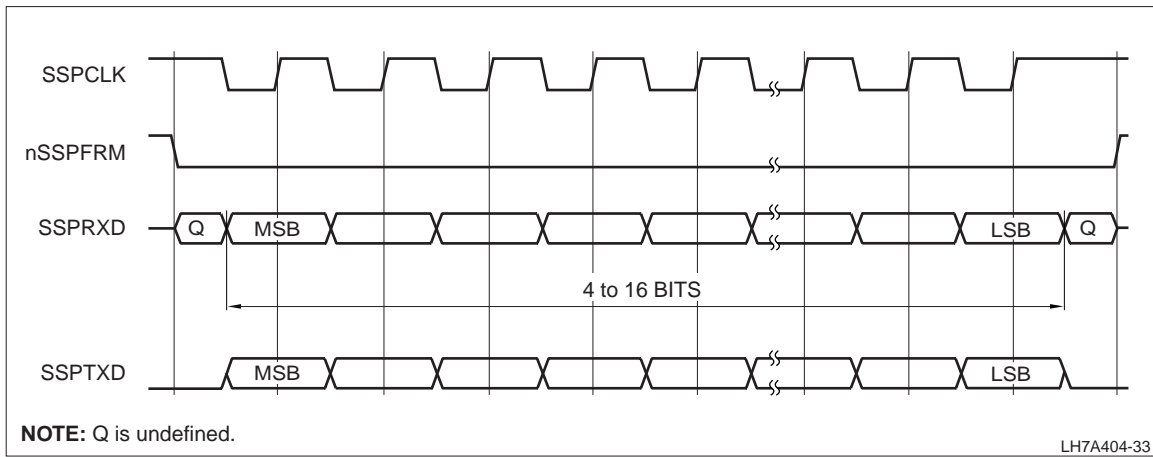 SSPCLK
nSSPFRM
SSPRXD
Q
MSB
LSB
Q
4 to 16 BITS
SSPTXD
MSB
LSB
NOTE: Q is undefined.
LH7A404-33